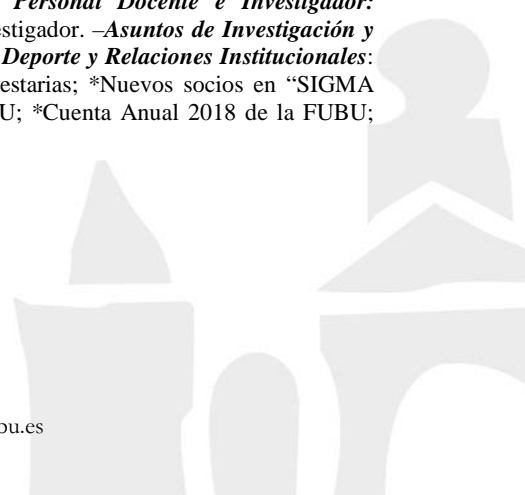 Personal Docente e Investigador:
estigador. –Asuntos de Investigación y
Deporte y Relaciones Institucionales:
estarias; *Nuevos socios en “SIGMA
U; *Cuenta Anual 2018 de la FUBU;
bu.es